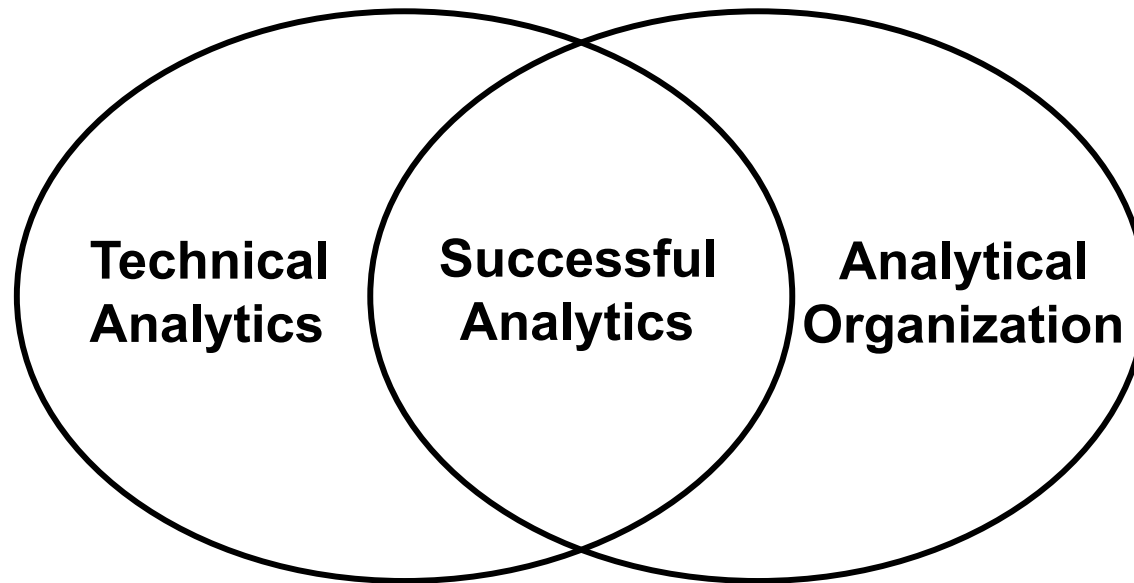 Technical
Analytics
Successful
Analytics
Analytical
Organization